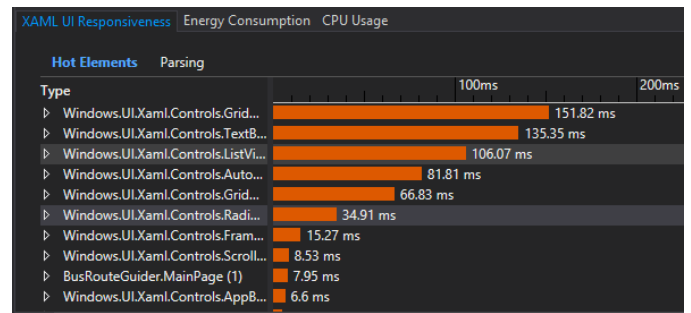 XAML UI Responsiveness Energy Consumption CPU Usage
Hot Elements Parsing
Type 100ms 200ms
Windows.UI.Xaml.Controls.Grid... 151.82 ms
Windows.UI.Xaml.Controls.TextB... 135.35 ms
Windows.UI.Xaml.Controls.ListVi... 106.07 ms
Windows.UI.Xaml.Controls.Auto... 81.81 ms
Windows.UI.Xaml.Controls.Grid... 66.83 ms
Windows.UI.Xaml.Controls.Radi... 34.91 ms
Windows.UI.Xaml.Controls.Fram... 15.27 ms
Windows.UI.Xaml.Controls.Scroll... 8.53 ms
BusRouteGuider.MainPage (1) 7.95 ms
Windows.UI.Xaml.Controls.AppB... 6.6 ms